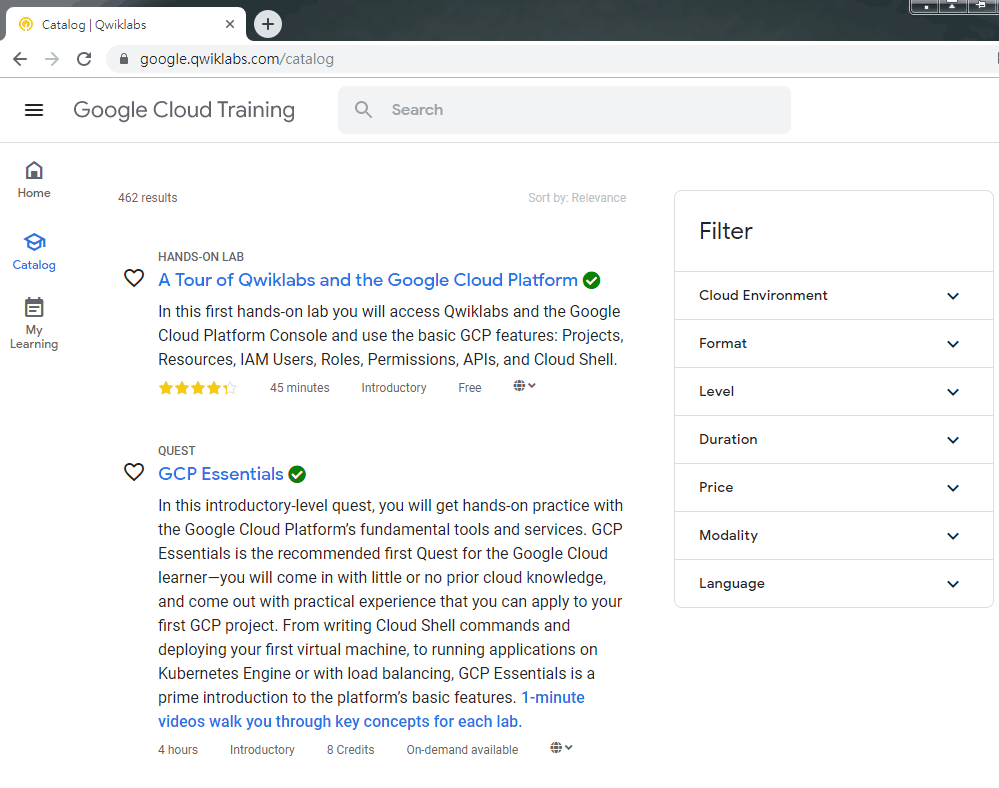 Catalog | Qwiklabs
google.qwiklabs.com/catalog
Google Cloud Training
Search
Home
Catalog
My
Learning
462 results
Sort by: Relevance
HANDS-ON LAB
A Tour of Qwiklabs and the Google Cloud Platform
In this first hands-on lab you will access Qwiklabs and the Google
Cloud Platform Console and use the basic GCP features: Projects,
Resources, IAM Users, Roles, Permissions, APIs, and Cloud Shell.
45 minutes Introductory Free
QUEST
GCP Essentials
In this introductory-level quest, you will get hands-on practice with
the Google Cloud Platform’s fundamental tools and services. GCP
Essentials is the recommended first Quest for the Google Cloud
learner—you will come in with little or no prior cloud knowledge,
and come out with practical experience that you can apply to your
first GCP project. From writing Cloud Shell commands and
deploying your first virtual machine, to running applications on
Kubernetes Engine or with load balancing, GCP Essentials is a
prime introduction to the platform’s basic features. 1-minute
videos walk you through key concepts for each lab.
4 hours Introductory 8 Credits On-demand available
Filter
Cloud Environment
Format
Level
Duration
Price
Modality
Language